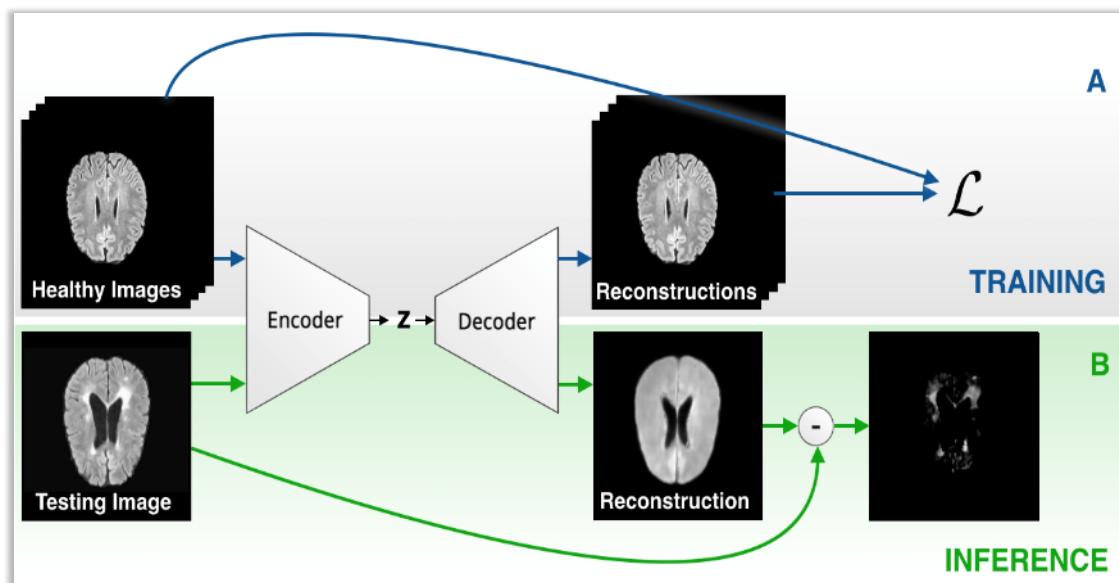 A
Healthy Images
Reconstructions
ℒ
TRAINING
Encoder
z
Decoder
B
Testing Image
Reconstruction
-
INFERENCE